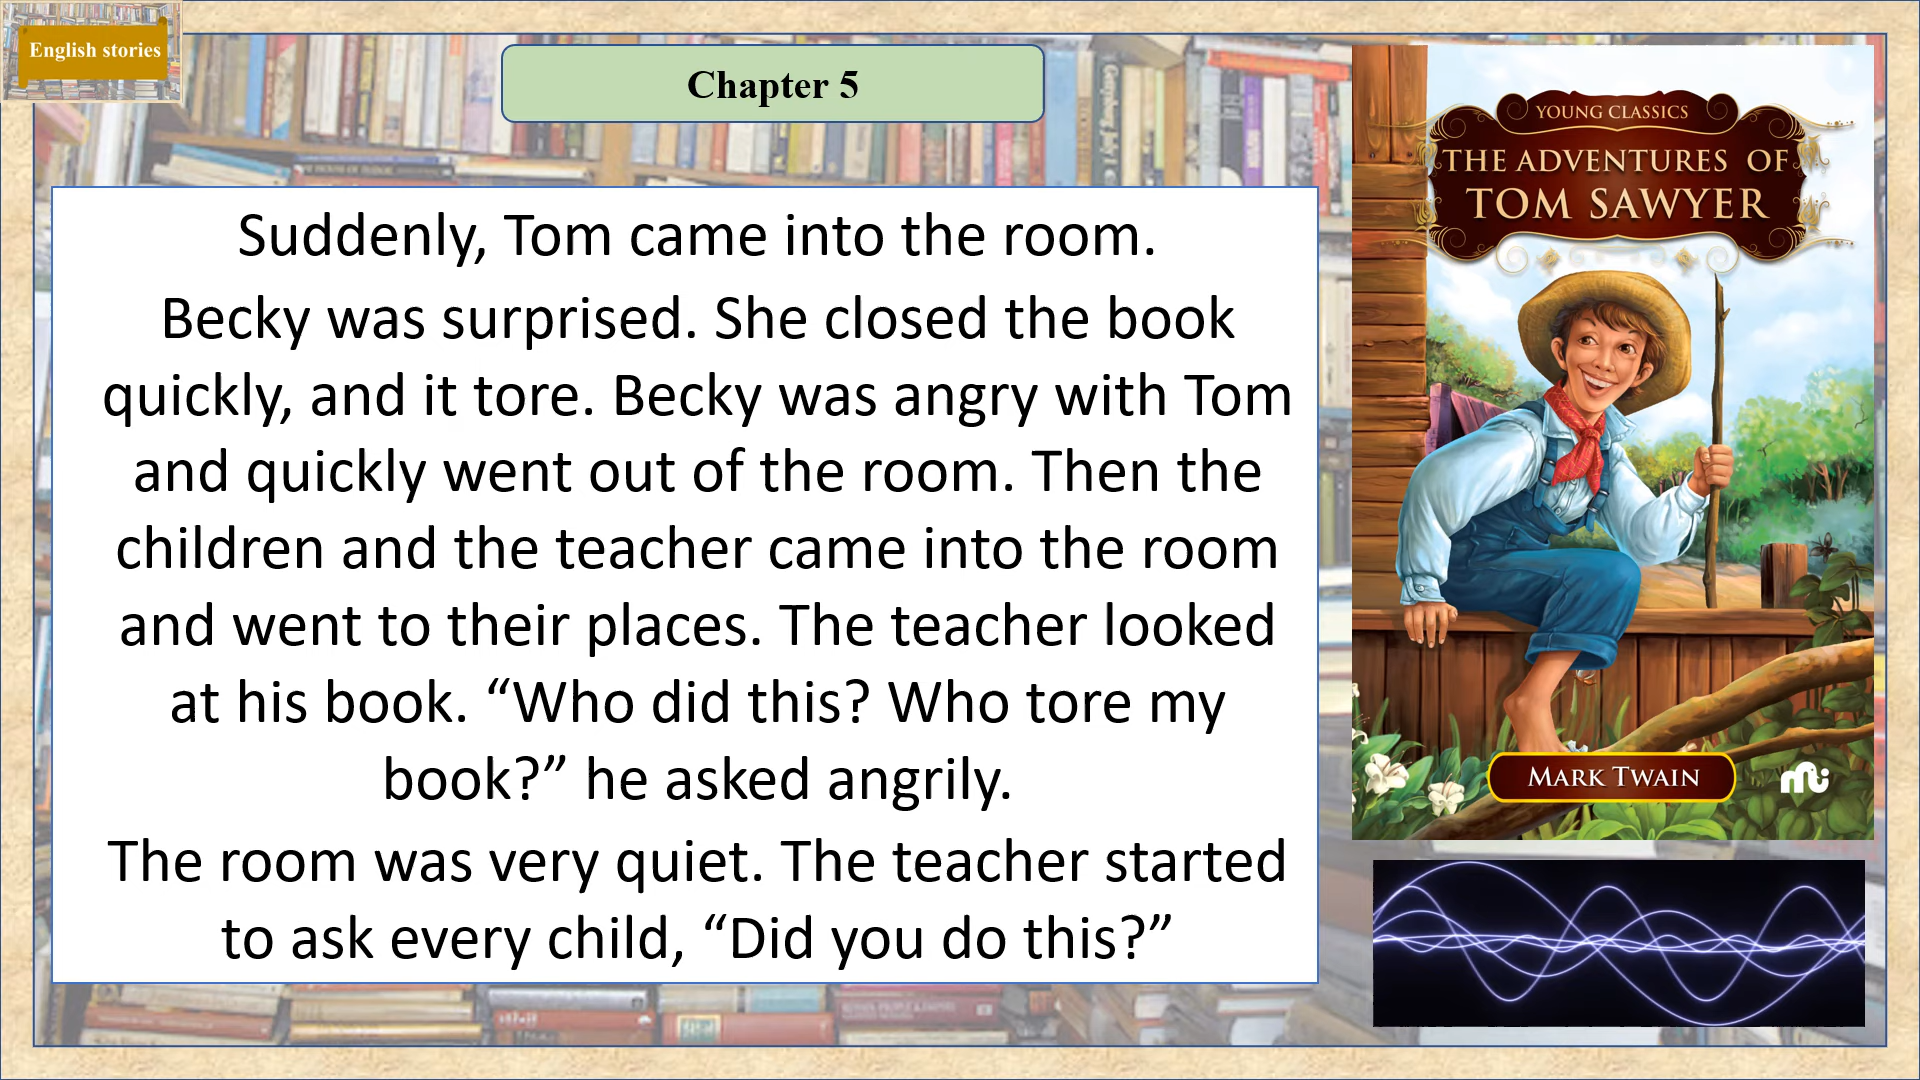 English stories
Chapter 5
Suddenly, Tom came into the room.
Becky was surprised. She closed the book
quickly, and it tore. Becky was angry with Tom
and quickly went out of the room. Then the
children and the teacher came into the room
and went to their places. The teacher looked
at his book. “Who did this? Who tore my
book?” he asked angrily.
The room was very quiet. The teacher started
to ask every child, “Did you do this?”
YOUNG CLASSICS
THE ADVENTURES OF
TOM SAWYER
MARK TWAIN